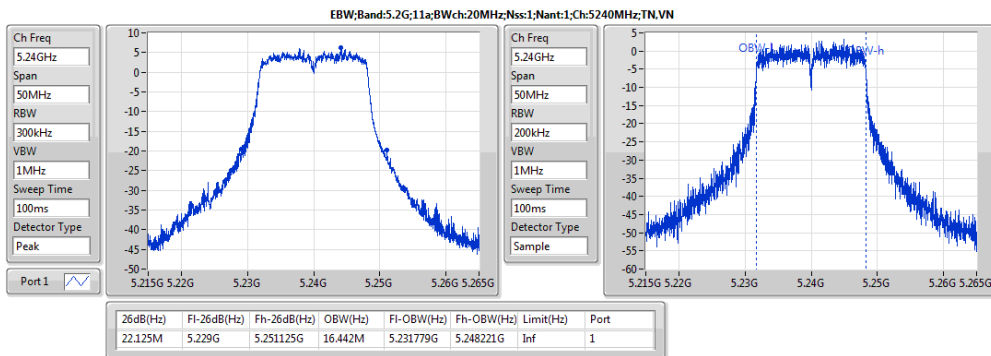 EBW;Band:5.2G;11a;BWch:20MHz;Nss:1;Nant:1;Ch:5240MHz;TN,VN
Ch Freq
5.24GHz
Span
50MHz
RBW
300kHz
VBW
1MHz
Sweep Time
100ms
Detector Type
Peak
Port 1
10
5
0
-5
-10
-15
-20
-25
-30
-35
-40
-45
-50
5.215G 5.22G 5.23G 5.24G 5.25G 5.265G
Ch Freq
5.24GHz
Span
50MHz
RBW
200kHz
VBW
1MHz
Sweep Time
100ms
Detector Type
Sample
5
0
-5
-10
-15
-20
-25
-30
-35
-40
-45
-50
-55
-60
5.215G 5.22G 5.23G 5.24G 5.25G 5.265G
26dB(Hz) Fl-26dB(Hz) Fh-26dB(Hz) OBW(Hz) Fl-OBW(Hz) Fh-OBW(Hz) Limit(Hz) Port
22.125M 5.229G 5.251125G 16.442M 5.231779G 5.248221G Inf 1